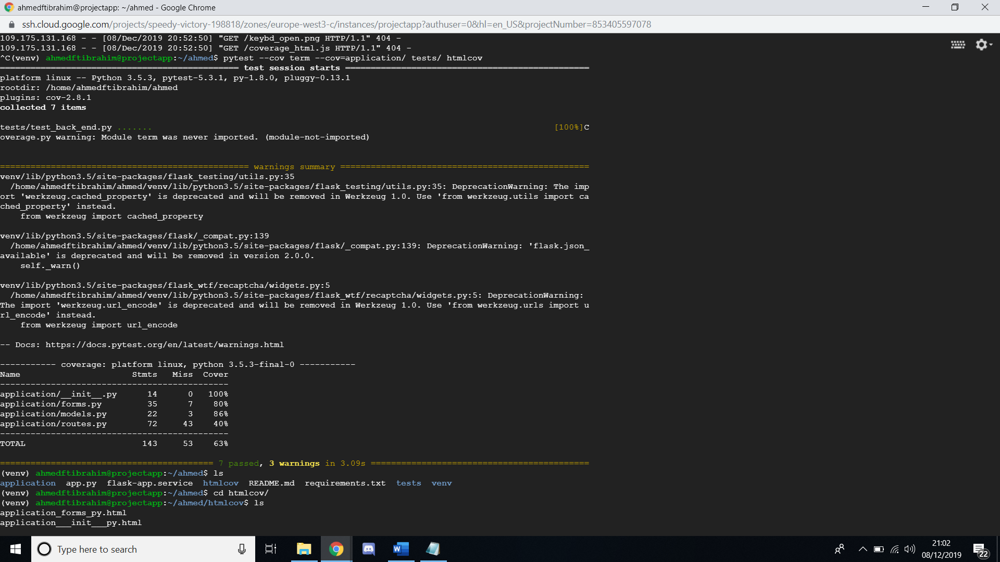 ahmedftibrahim@projectapp: ~/ahmed - Google Chrome
ssh.cloud.google.com/projects/speedy-victory-198818/zones/europe-west3-c/instances/projectapp?authuser=0&hl=en_US&projectNumber=853405597078
109.175.131.168 - - [08/Dec/2019 20:52:50] "GET /keybd_open.png HTTP/1.1" 404 -
109.175.131.168 - - [08/Dec/2019 20:52:50] "GET /coverage_html.js HTTP/1.1" 404 -
^C(venv) ahmedftibrahim@projectapp:~/ahmed$ pytest --cov term --cov=application/ tests/ htmlcov
=============================================== test session starts ================================================
platform linux -- Python 3.5.3, pytest-5.3.1, py-1.8.0, pluggy-0.13.1
rootdir: /home/ahmedftibrahim/ahmed
plugins: cov-2.8.1
collected 7 items
tests/test_back_end.py ....... [100%]C
overage.py warning: Module term was never imported. (module-not-imported)
================================================= warnings summary =================================================
venv/lib/python3.5/site-packages/flask_testing/utils.py:35
  /home/ahmedftibrahim/ahmed/venv/lib/python3.5/site-packages/flask_testing/utils.py:35: DeprecationWarning: The imp
ort 'werkzeug.cached_property' is deprecated and will be removed in Werkzeug 1.0. Use 'from werkzeug.utils import ca
ched_property' instead.
    from werkzeug import cached_property
venv/lib/python3.5/site-packages/flask/_compat.py:139
  /home/ahmedftibrahim/ahmed/venv/lib/python3.5/site-packages/flask/_compat.py:139: DeprecationWarning: 'flask.json_
available' is deprecated and will be removed in version 2.0.0.
    self._warn()
venv/lib/python3.5/site-packages/flask_wtf/recaptcha/widgets.py:5
  /home/ahmedftibrahim/ahmed/venv/lib/python3.5/site-packages/flask_wtf/recaptcha/widgets.py:5: DeprecationWarning:
The import 'werkzeug.url_encode' is deprecated and will be removed in Werkzeug 1.0. Use 'from werkzeug.urls import u
rl_encode' instead.
    from werkzeug import url_encode
-- Docs: https://docs.pytest.org/en/latest/warnings.html
----------- coverage: platform linux, python 3.5.3-final-0 -----------
Name                      Stmts   Miss  Cover
---------------------------------------------
application/__init__.py      14      0   100%
application/forms.py         35      7    80%
application/models.py        22      3    86%
application/routes.py        72     43    40%
---------------------------------------------
TOTAL                       143     53    63%
========================================== 7 passed, 3 warnings in 3.09s ===========================================
(venv) ahmedftibrahim@projectapp:~/ahmed$ ls
application  app.py  flask-app.service  htmlcov  README.md  requirements.txt  tests  venv
(venv) ahmedftibrahim@projectapp:~/ahmed$ cd htmlcov/
(venv) ahmedftibrahim@projectapp:~/ahmed/htmlcov$ ls
application_forms_py.html
application___init___py.html
Type here to search
W
21:02
08/12/2019
22